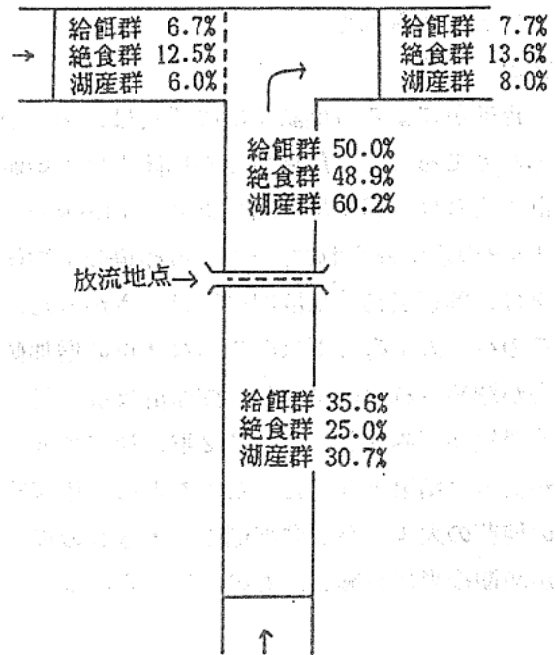 給餌群 6.7%
絶食群 12.5%
湖産群 6.0%
給餌群 7.7%
絶食群 13.6%
湖産群 8.0%
給餌群 50.0%
絶食群 48.9%
湖産群 60.2%
放流地点→
給餌群 35.6%
絶食群 25.0%
湖産群 30.7%